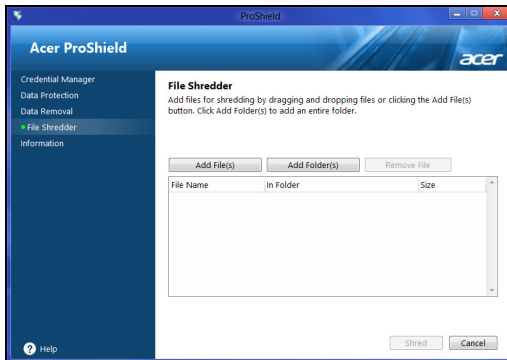 ProShield
Acer ProShield
acer
Credential Manager
Data Protection
Data Removal
File Shredder
Information
File Shredder
Add files for shredding by dragging and dropping files or clicking the Add File(s)
button. Click Add Folder(s) to add an entire folder.
Add File(s) Add Folder(s) Remove File
File Name In Folder Size
Shred Cancel
? Help